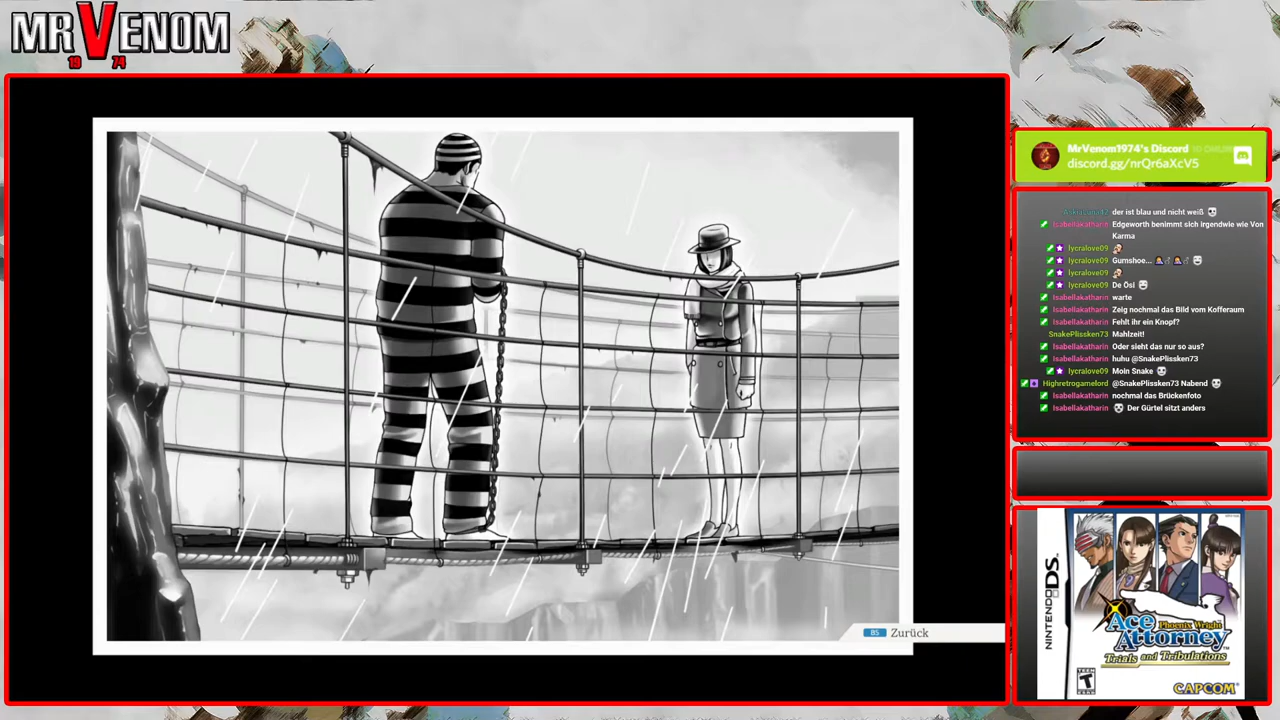 MR VENOM
19 74
MrVenom1974's Discord
discord.gg/nrQr6aXcV5
der ist blau und nicht weiß
Isabellakatharin Edgeworth benimmt sich irgendwie wie Von
Karma
lycralove09
lycralove09 Gumshoe...
lycralove09
lycralove09 De Ösi
Isabellakatharin warte
Isabellakatharin Zeig nochmal das Bild vom Kofferaum
Isabellakatharin Fehlt ihr ein Knopf?
SnakePlissken73 Mahlzeit!
Isabellakatharin Oder sieht das nur so aus?
Isabellakatharin huhu @SnakePlissken73
lycralove09 Moin Snake
Highretrogamelord @SnakePlissken73 Nabend
Isabellakatharin nochmal das Brückenfoto
Isabellakatharin Der Gürtel sitzt anders
BS Zurück
NINTENDO DS
Phoenix Wright
Ace
Attorney
Trials and Tribulations
TEEN
T
CAPCOM